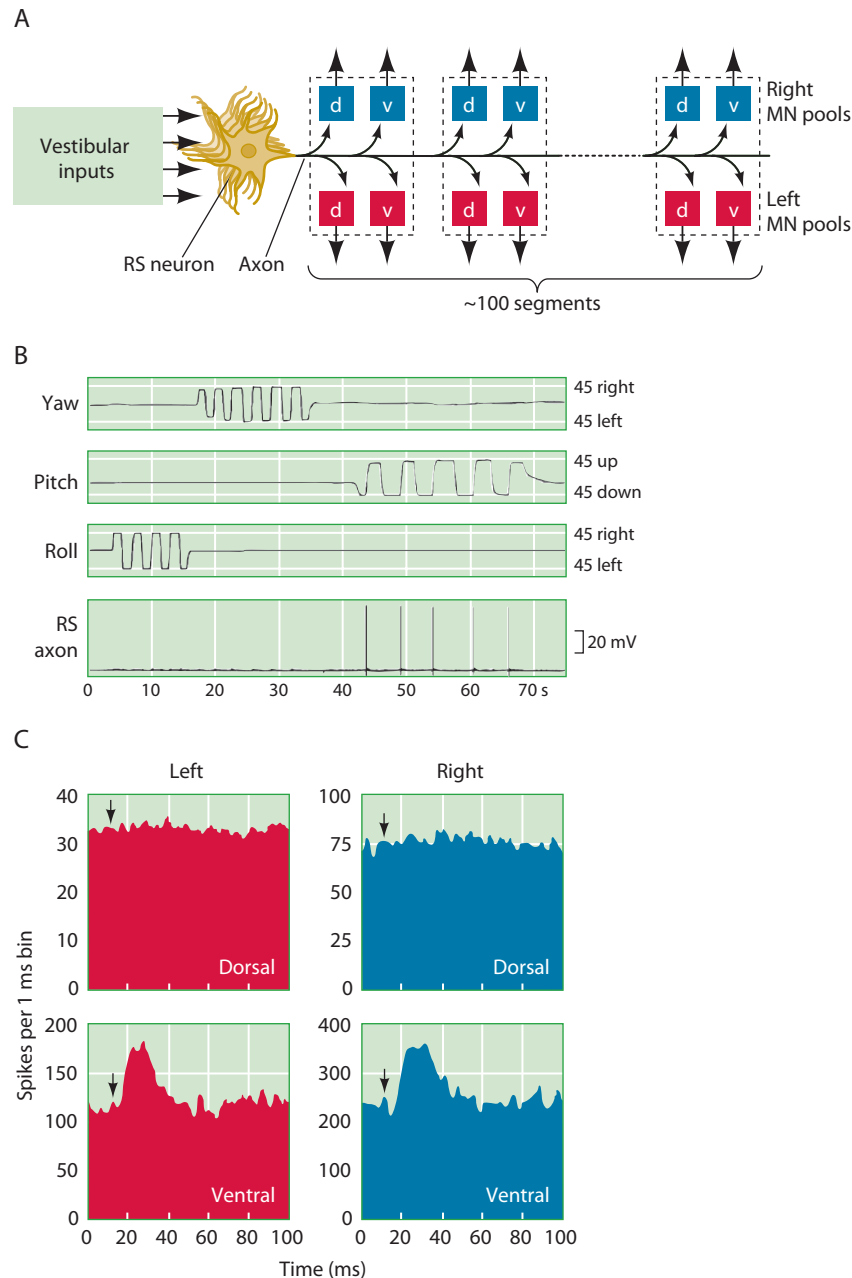 A
Vestibular
inputs
RS neuron
Axon
d v d v d v
Right
MN pools
d v d v d v
Left
MN pools
~100 segments
B
Yaw
45 right
45 left
Pitch
45 up
45 down
Roll
45 right
45 left
RS
axon
20 mV
0 10 20 30 40 50 60 70 s
C
Left
Right
Spikes per 1 ms bin
40
30
20
10
0
Dorsal
100
75
50
25
0
Dorsal
200
150
100
50
0
Ventral
0 20 40 60 80 100
400
300
200
100
0
Ventral
0 20 40 60 80 100
Time (ms)